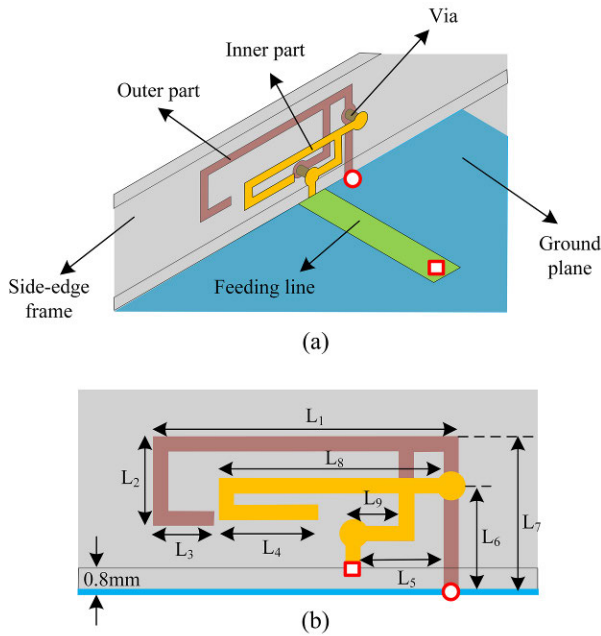 Via
Inner part
Outer part
Side-edge
frame
Feeding line
Ground
plane
(a)
L1
L2
L8
L9
L7
L6
L3
L4
L5
0.8mm
(b)